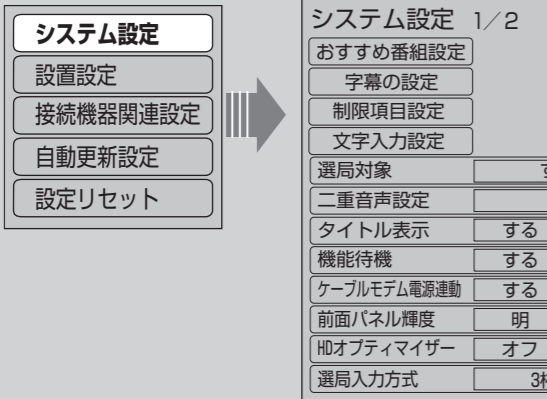 システム設定
設置設定
接続機器関連設定
自動更新設定
設定リセット
システム設定 1/2
おすすめ番組設定
字幕の設定
制限項目設定
文字入力設定
選局対象
二重音声設定
タイトル表示 する
機能待機 する
ケーブルモデム電源連動 する
前面パネル輝度 明
HDオプティマイザー オフ
選局入力方式 3